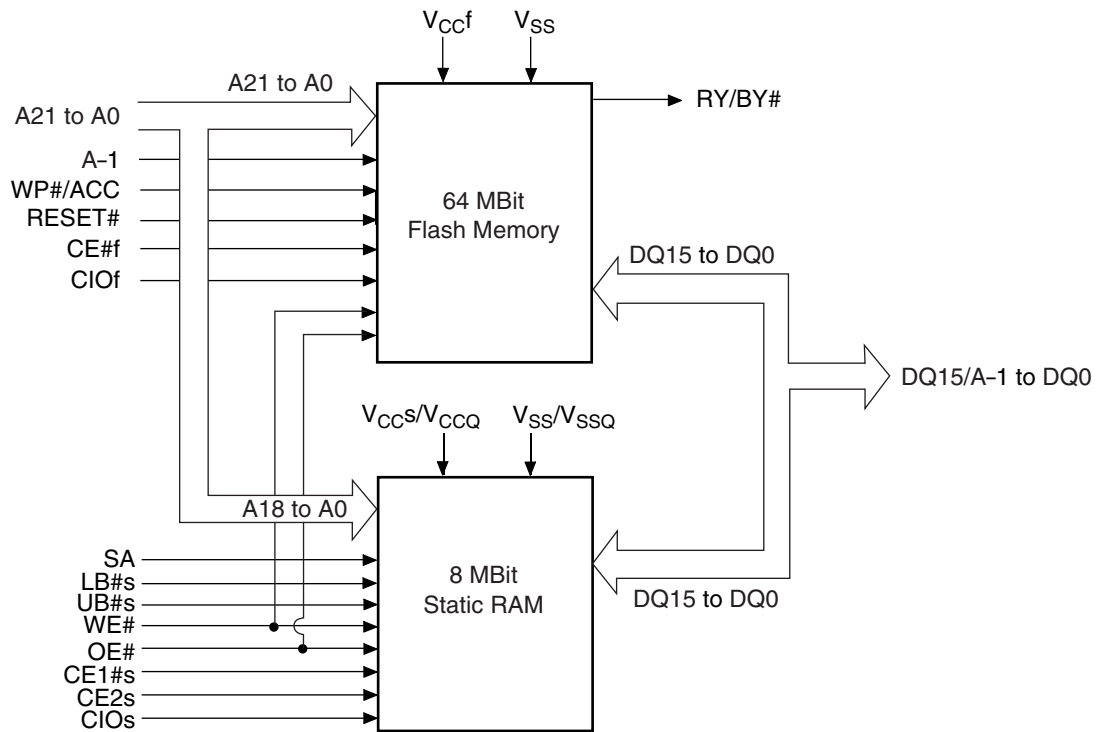 VCCf
VSS
A21 to A0
A21 to A0
RY/BY#
A–1
WP#/ACC
RESET#
CE#f
CIOf
64 MBit
Flash Memory
DQ15 to DQ0
DQ15/A–1 to DQ0
VCCs/VCCQ
VSS/VSSQ
A18 to A0
SA
LB#s
UB#s
WE#
OE#
CE1#s
CE2s
CIOs
8 MBit
Static RAM
DQ15 to DQ0